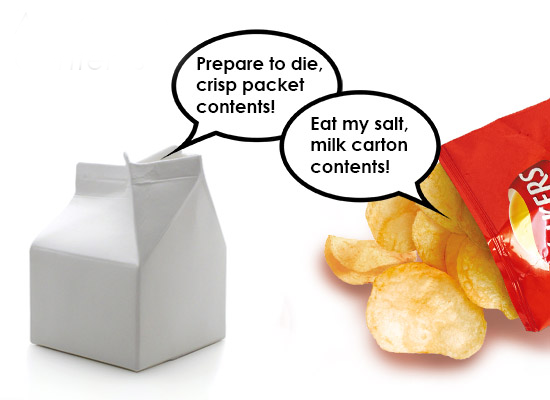 Prepare to die,
crisp packet
contents!
Eat my salt,
milk carton
contents!